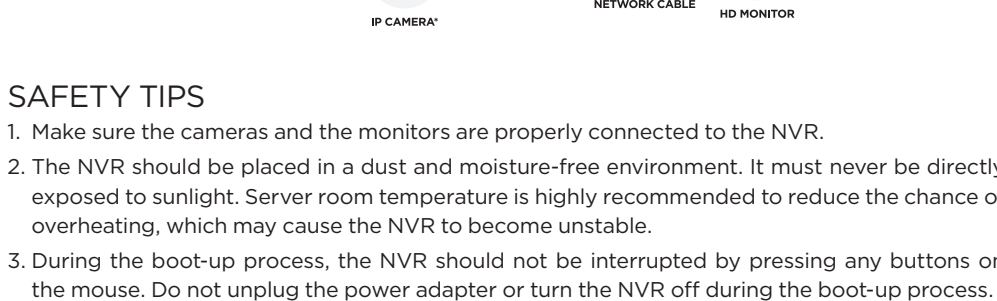 IP CAMERA*
NETWORK CABLE
HD MONITOR
SAFETY TIPS
1. Make sure the cameras and the monitors are properly connected to the NVR.
2. The NVR should be placed in a dust and moisture-free environment. It must never be directly
exposed to sunlight. Server room temperature is highly recommended to reduce the chance o
overheating, which may cause the NVR to become unstable.
3. During the boot-up process, the NVR should not be interrupted by pressing any buttons or
the mouse. Do not unplug the power adapter or turn the NVR off during the boot-up process.